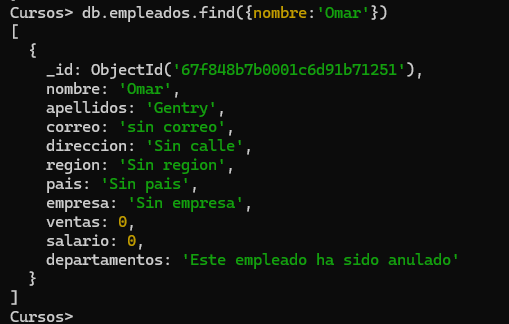 Cursos> db.empleados.find({nombre:'Omar'})
[
  {
    _id: ObjectId('67f848b7b0001c6d91b71251'),
    nombre: 'Omar',
    apellidos: 'Gentry',
    correo: 'sin correo',
    direccion: 'Sin calle',
    region: 'Sin region',
    pais: 'Sin pais',
    empresa: 'Sin empresa',
    ventas: 0,
    salario: 0,
    departamentos: 'Este empleado ha sido anulado'
  }
]
Cursos>